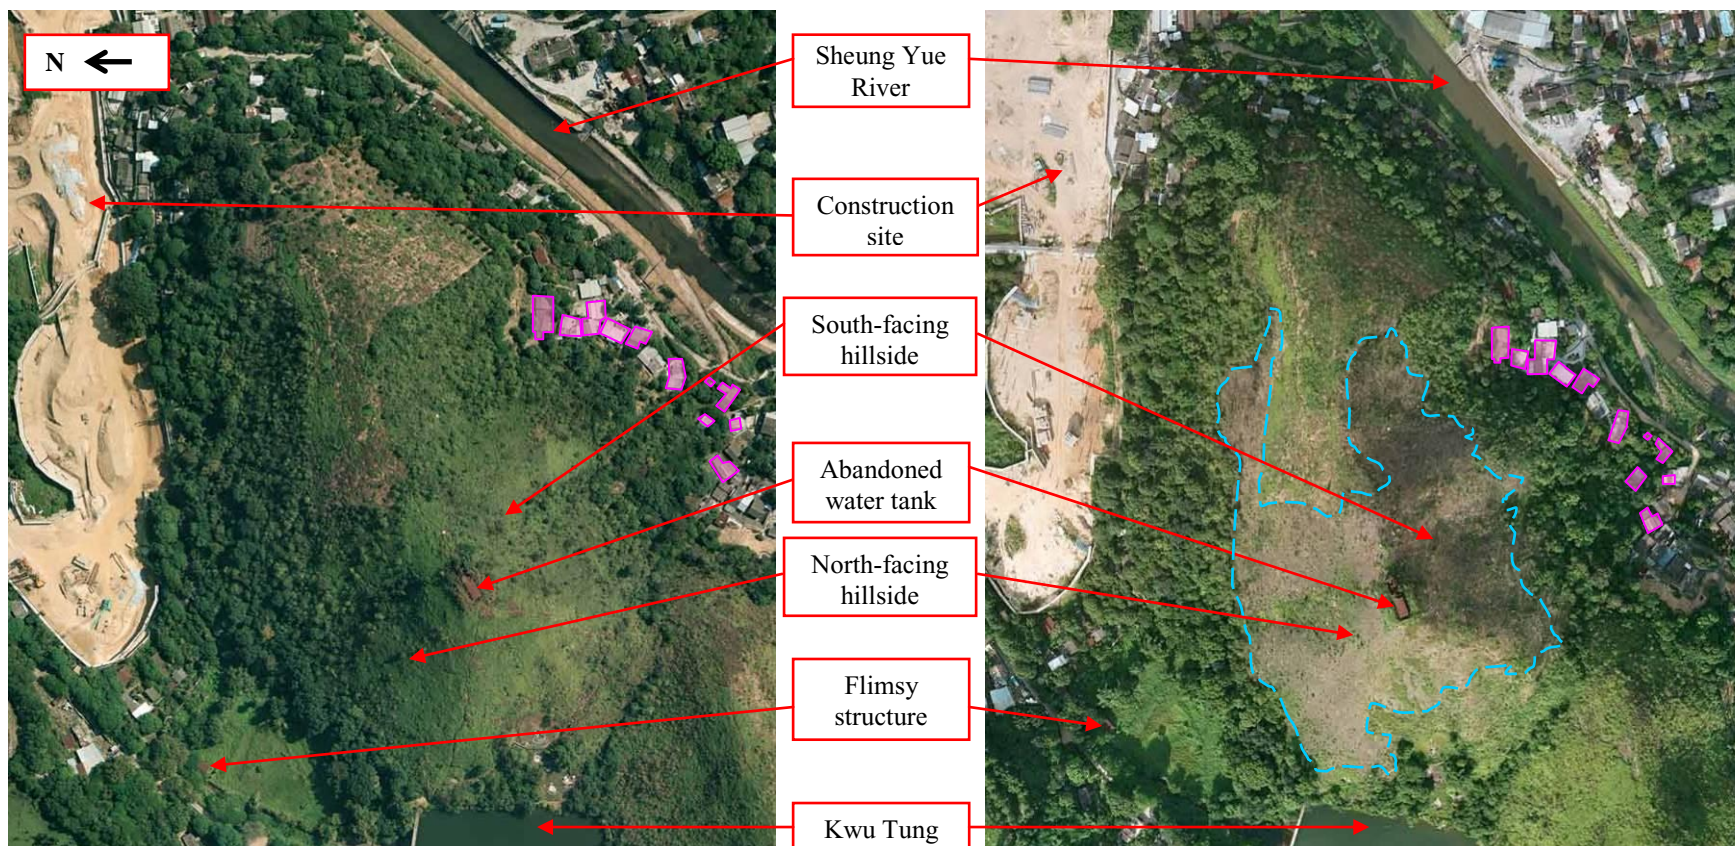 N
Sheung Yue
River
Construction
site
South-facing
hillside
Abandoned
water tank
North-facing
hillside
Flimsy
structure
Kwu Tung